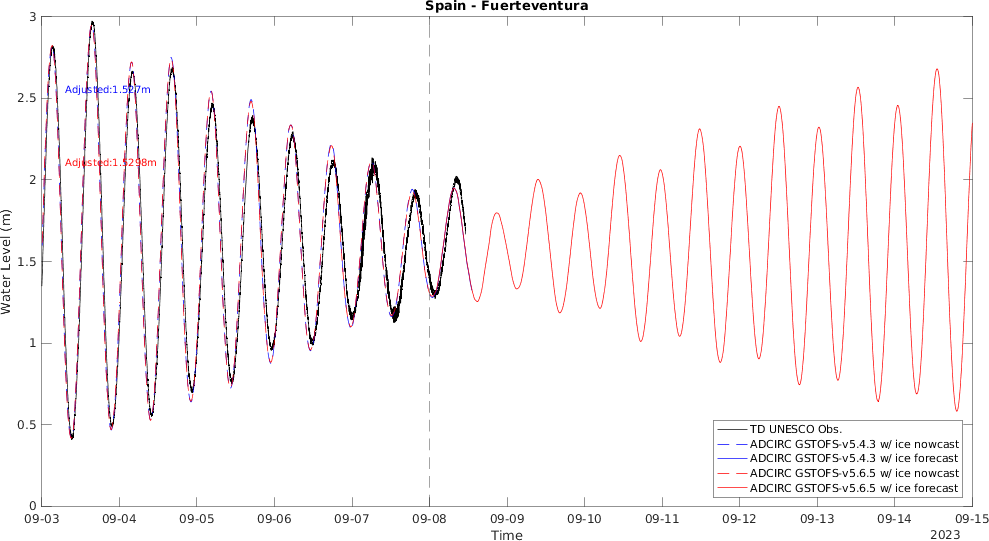 Spain - Fuerteventura
3
2.5
2
1.5
1
0.5
0
Water Level (m)
Adjusted:1.527m
Adjusted:1.5298m
TD UNESCO Obs.
ADCIRC GSTOFS-v5.4.3 w/ ice nowcast
ADCIRC GSTOFS-v5.4.3 w/ ice forecast
ADCIRC GSTOFS-v5.6.5 w/ ice nowcast
ADCIRC GSTOFS-v5.6.5 w/ ice forecast
09-03 09-04 09-05 09-06 09-07 09-08 09-09 09-10 09-11 09-12 09-13 09-14 09-15
Time
2023